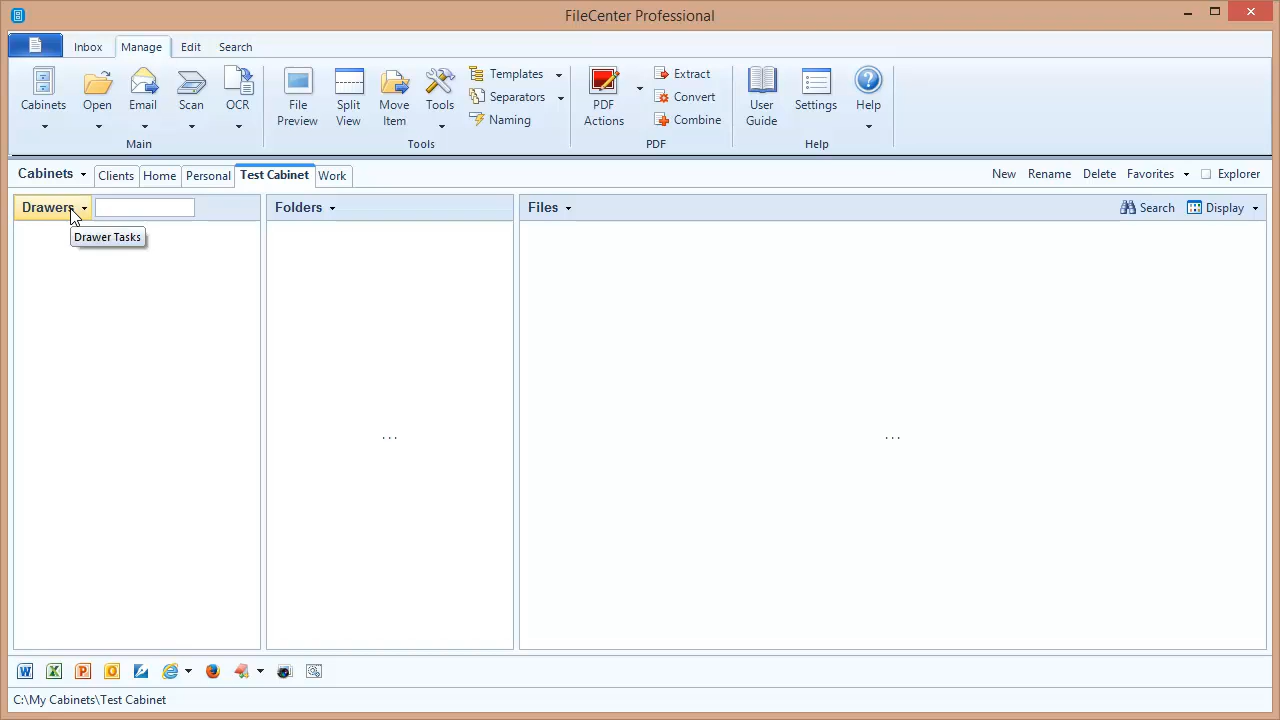 FileCenter Professional
Inbox Manage Edit Search
Cabinets Open Email Scan OCR File Preview Split View Move Item Tools Templates Separators Naming PDF Actions Extract Convert Combine User Guide Settings Help
Main Tools PDF Help
Cabinets Clients Home Personal Test Cabinet Work New Rename Delete Favorites Explorer
Drawers Folders Files Search Display
Drawer Tasks
... ...
C:\My Cabinets\Test Cabinet